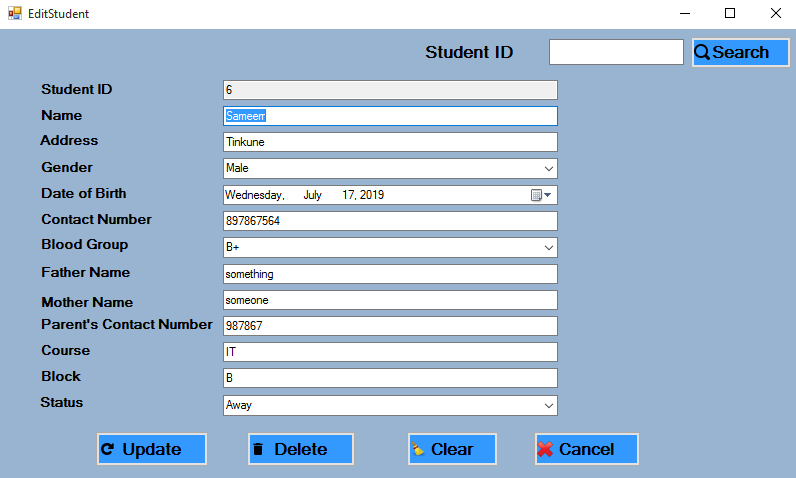 EditStudent
Student ID Search
Student ID 6
Name Sameerr
Address Tinkune
Gender Male
Date of Birth Wednesday, July 17, 2019
Contact Number 897867564
Blood Group B+
Father Name something
Mother Name someone
Parent's Contact Number 987867
Course IT
Block B
Status Away
Update Delete Clear Cancel